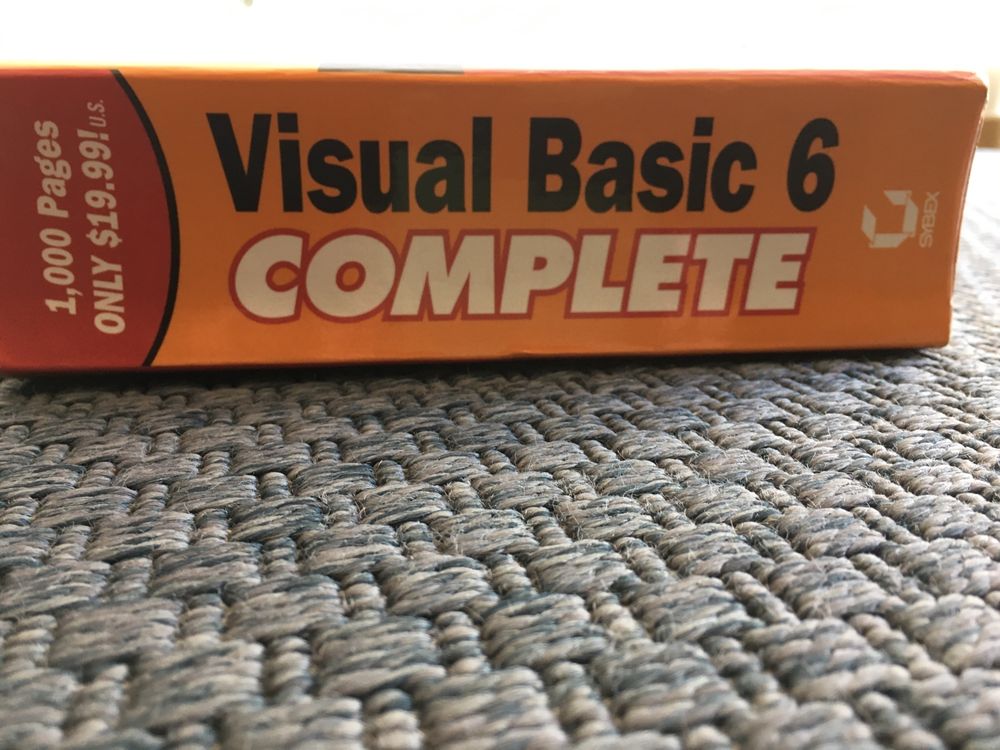 1,000 Pages
ONLY $19.99! U.S.
Visual Basic 6
COMPLETE
SYBEX